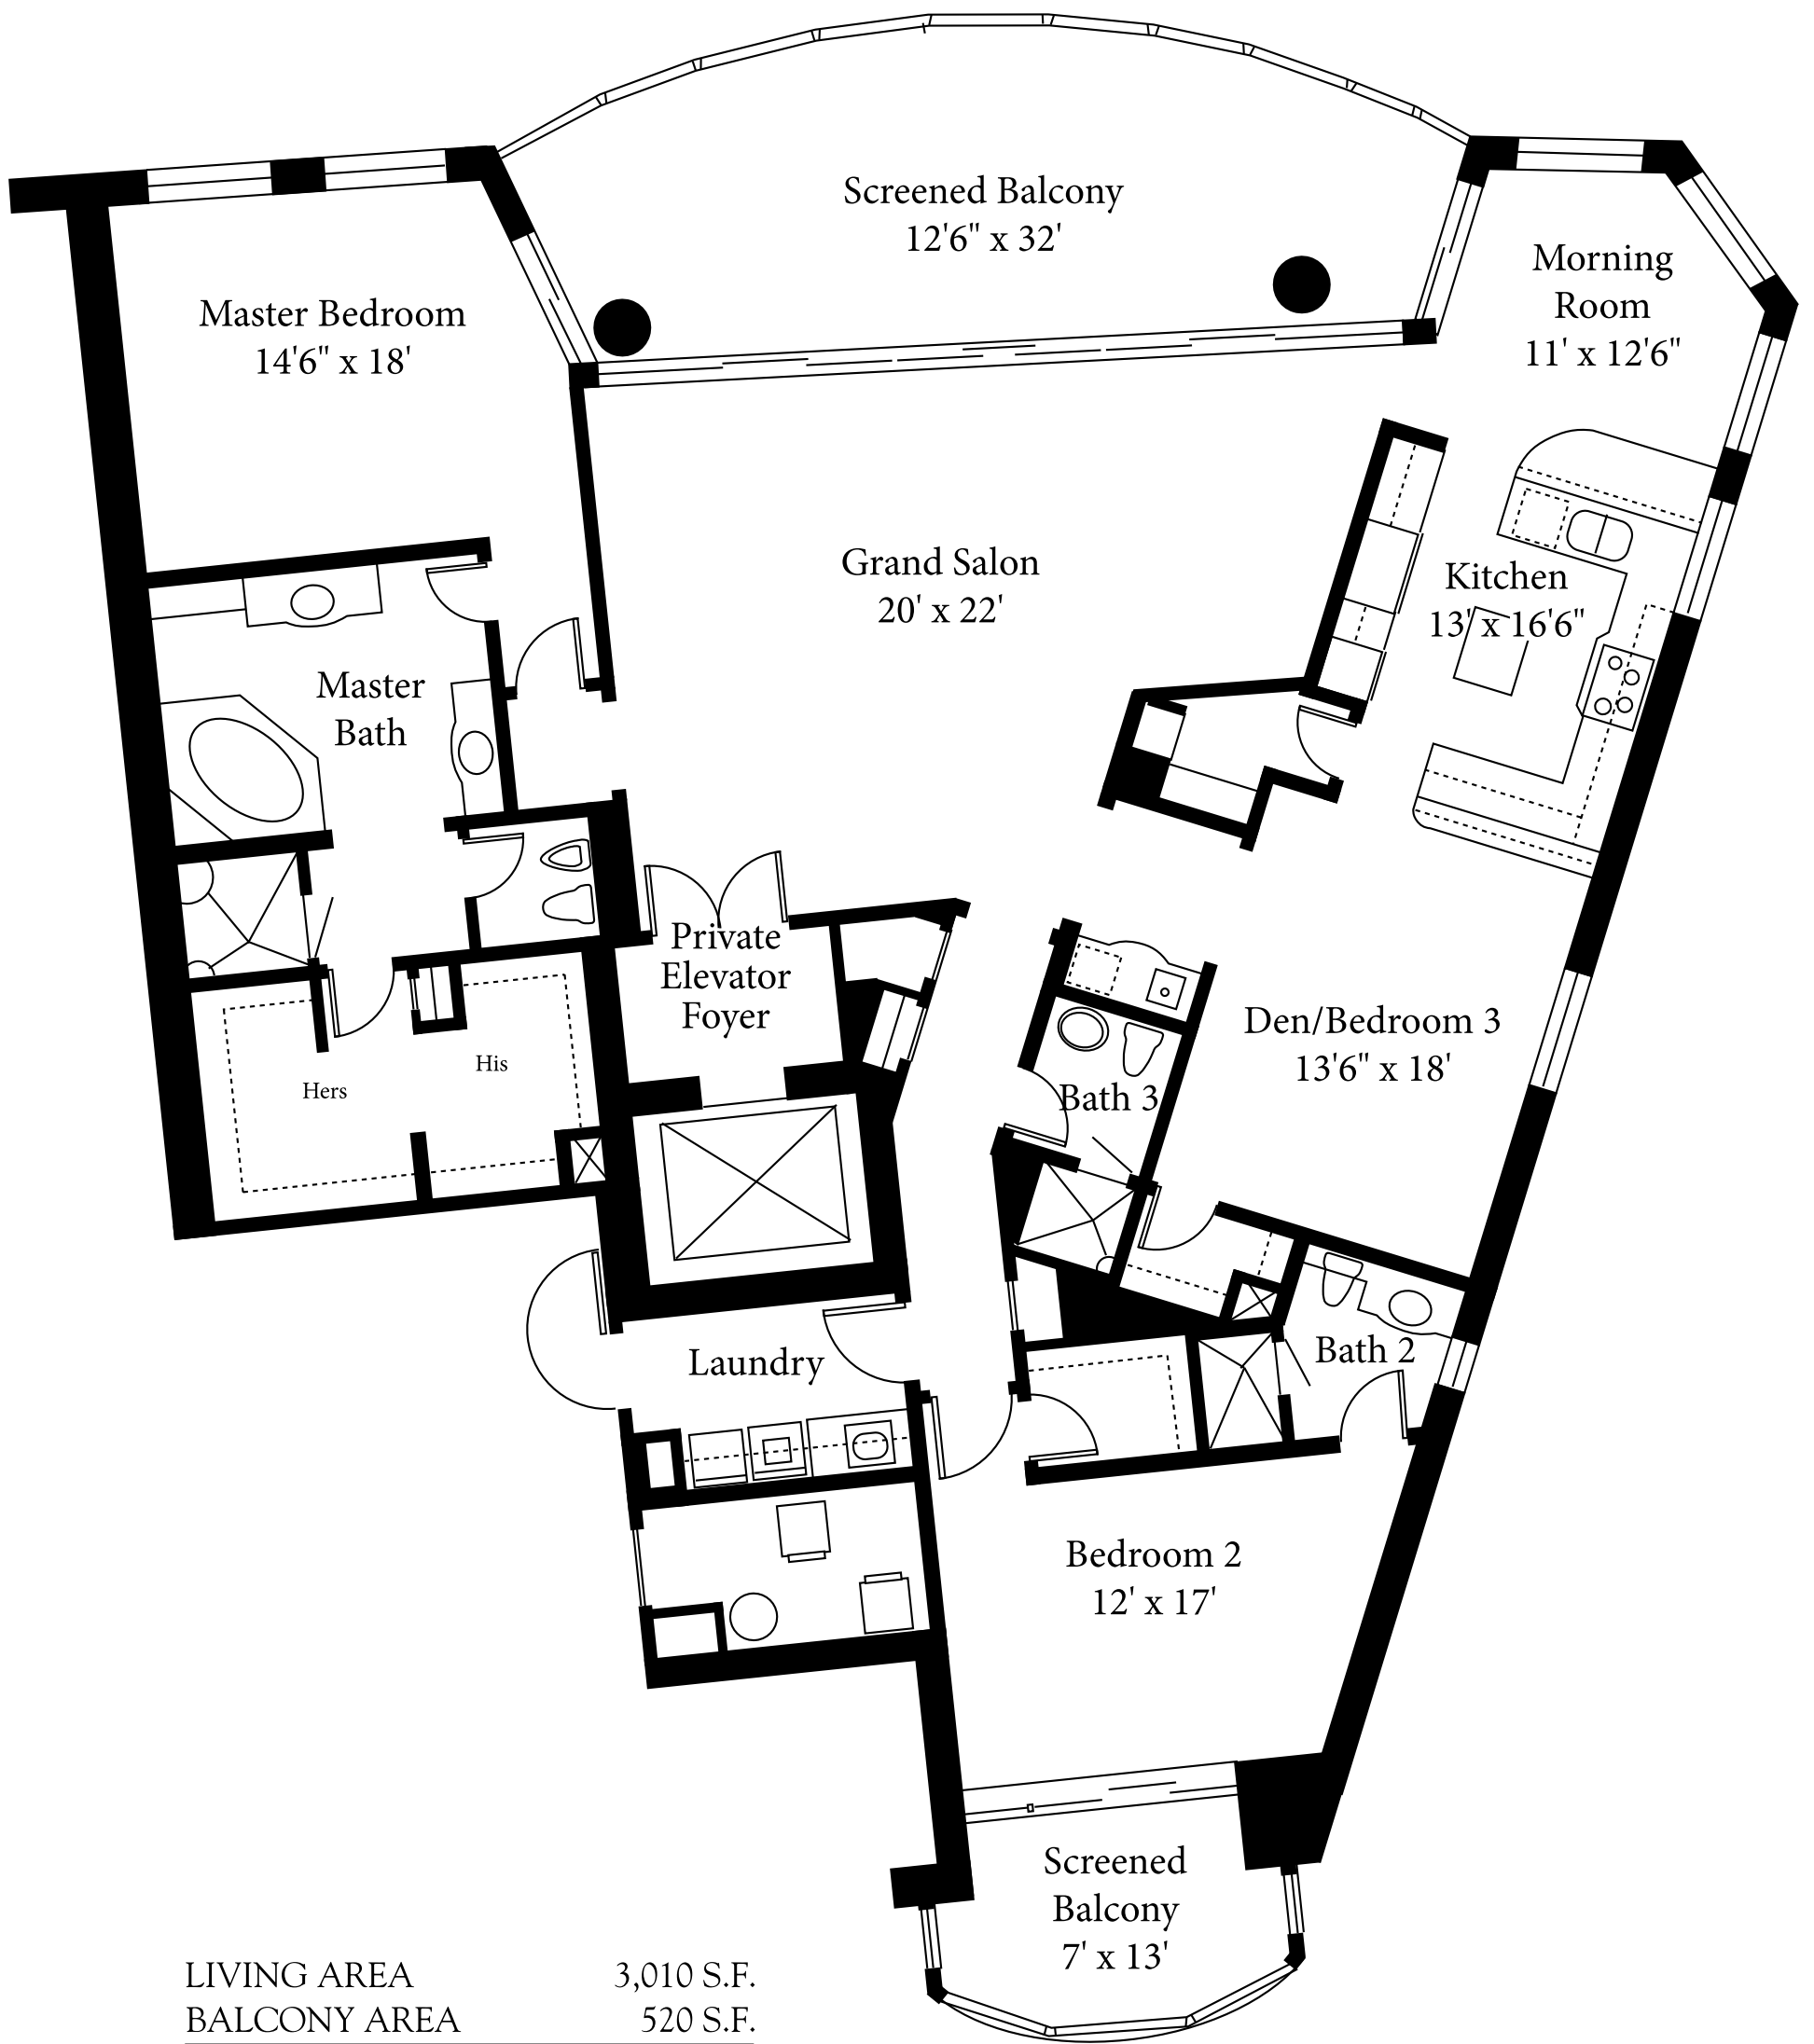 Screened Balcony
12'6" x 32'
Morning
Room
11' x 12'6"
Master Bedroom
14'6" x 18'
Grand Salon
20' x 22'
Kitchen
13' x 16'6"
Master
Bath
Private
Elevator
Foyer
Den/Bedroom 3
13'6" x 18'
His
Hers
Bath 3
Laundry
Bath 2
Bedroom 2
12' x 17'
Screened
Balcony
7' x 13'
LIVING AREA 3,010 S.F.
BALCONY AREA 520 S.F.